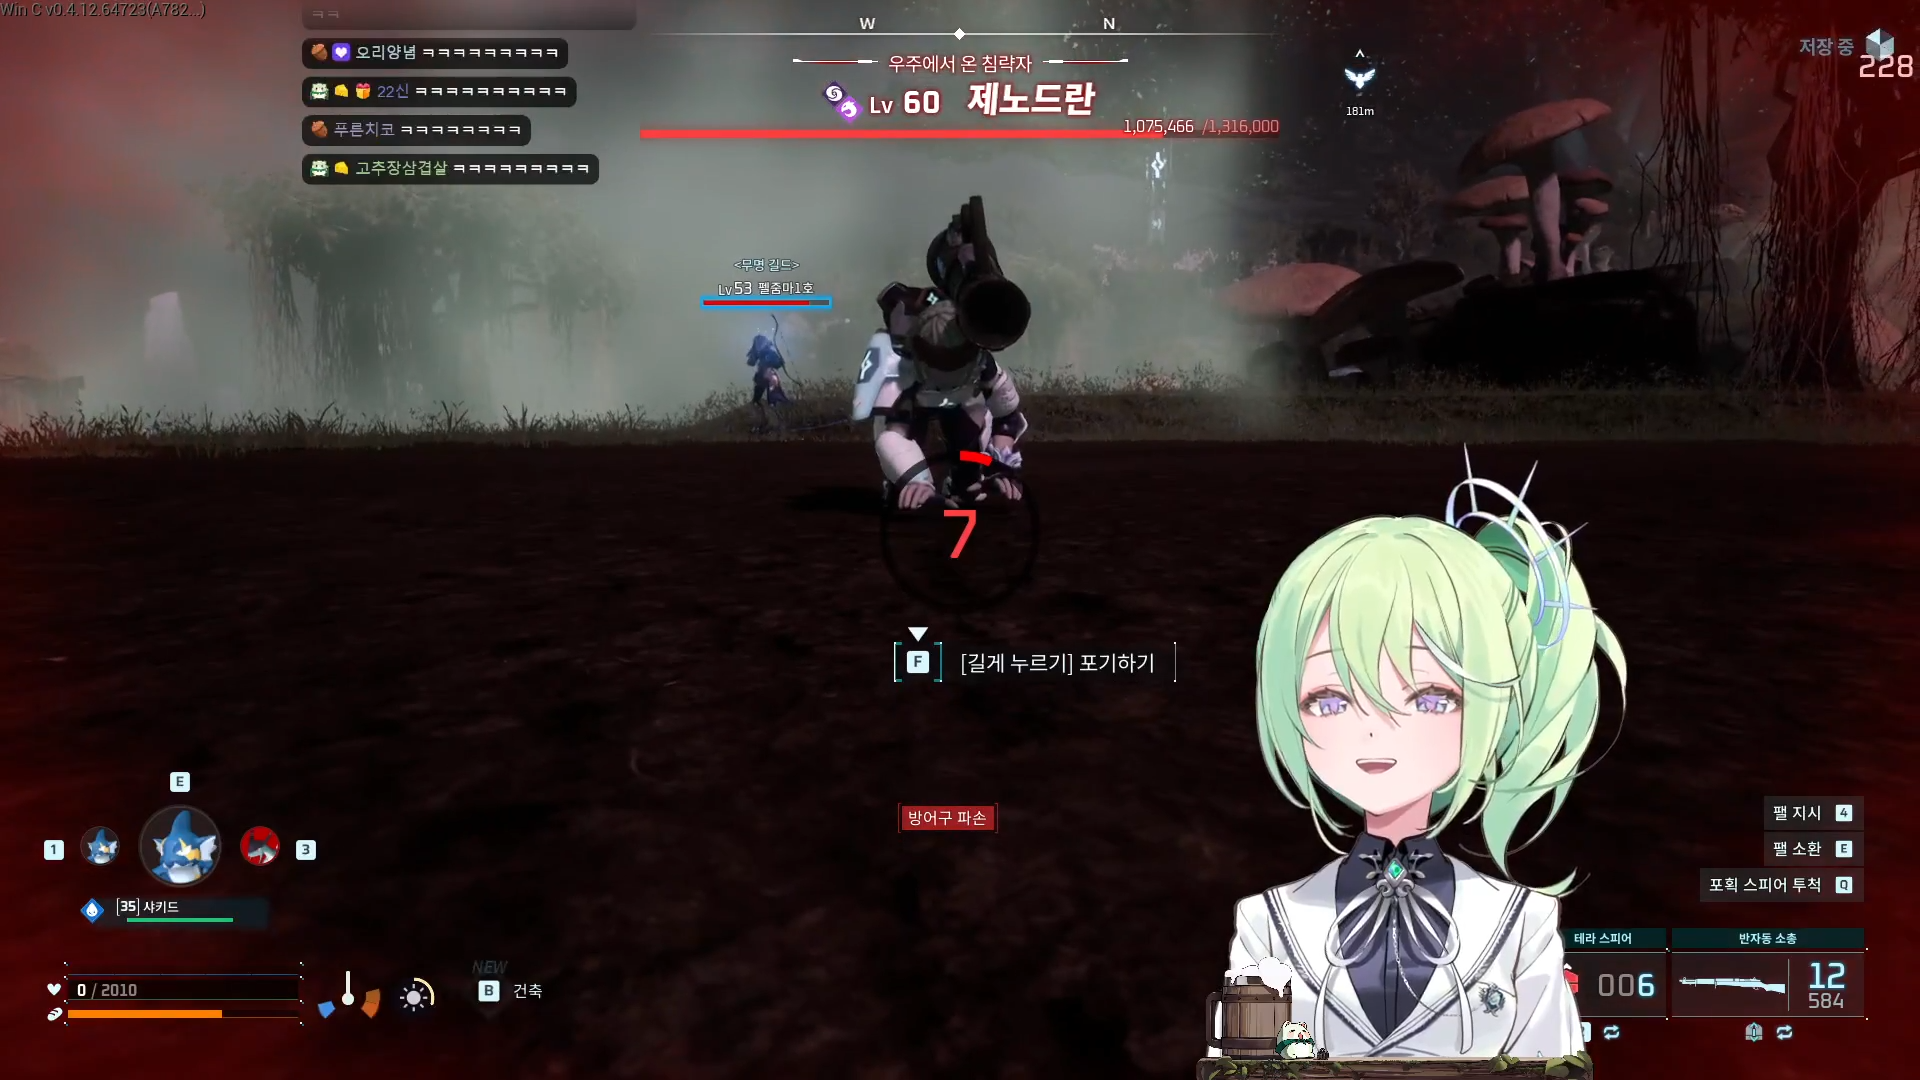 Win C v0.4.12.64723(A782...)
ㅋㅋ
오리양념 ㅋㅋㅋㅋㅋㅋㅋㅋㅋ
22신 ㅋㅋㅋㅋㅋㅋㅋㅋㅋㅋ
푸른치코 ㅋㅋㅋㅋㅋㅋㅋㅋ
고추장삼겹살 ㅋㅋㅋㅋㅋㅋㅋㅋㅋ
W
N
우주에서 온 침략자
Lv 60 제노드란
1,075,466 /1,316,000
181m
저장 중
228
<무명 길드>
Lv 53 펠줌마1호
7
F [길게 누르기] 포기하기
방어구 파손
E
1
3
[35] 샤키드
0 / 2010
NEW
B 건축
팰 지시 4
팰 소환 E
포획 스피어 투척 Q
테라 스피어
006
반자동 소총
12
584